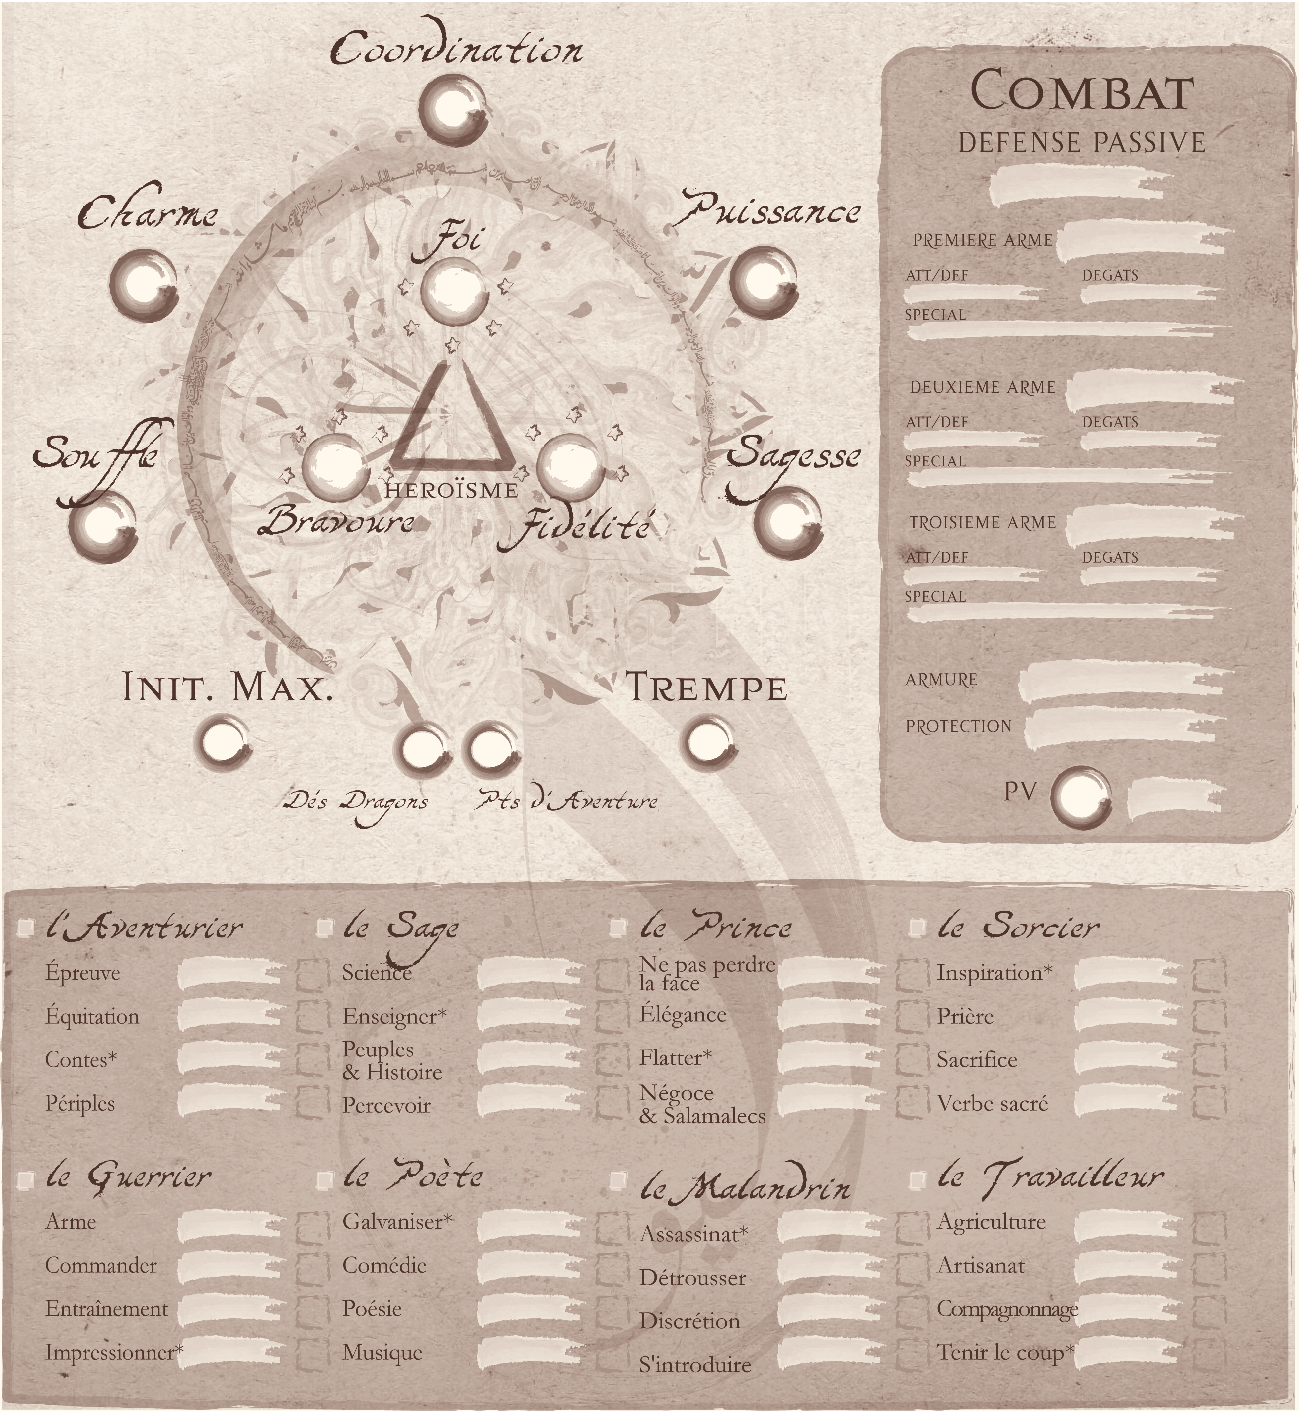 Coordination
Charme
Puissance
Foi
Souffle
Sagesse
HEROÏSME
Bravoure
Fidélité
INIT. MAX.
TREMPE
Dés Dragons
Pts d'Aventure
COMBAT
DEFENSE PASSIVE
PREMIERE ARME
ATT/DEF
DEGATS
SPECIAL
DEUXIEME ARME
ATT/DEF
DEGATS
SPECIAL
TROISIEME ARME
ATT/DEF
DEGATS
SPECIAL
ARMURE
PROTECTION
PV
l'Aventurier
Épreuve
Équitation
Contes*
Périples
le Sage
Science
Enseigner*
Peuples
& Histoire
Percevoir
le Prince
Ne pas perdre
la face
Élégance
Flatter*
Négoce
& Salamalecs
le Sorcier
Inspiration*
Prière
Sacrifice
Verbe sacré
le Guerrier
Arme
Commander
Entraînement
Impressionner*
le Poète
Galvaniser*
Comédie
Poésie
Musique
le Malandrin
Assassinat*
Détrousser
Discrétion
S'introduire
le Travailleur
Agriculture
Artisanat
Compagnonnage
Tenir le coup*